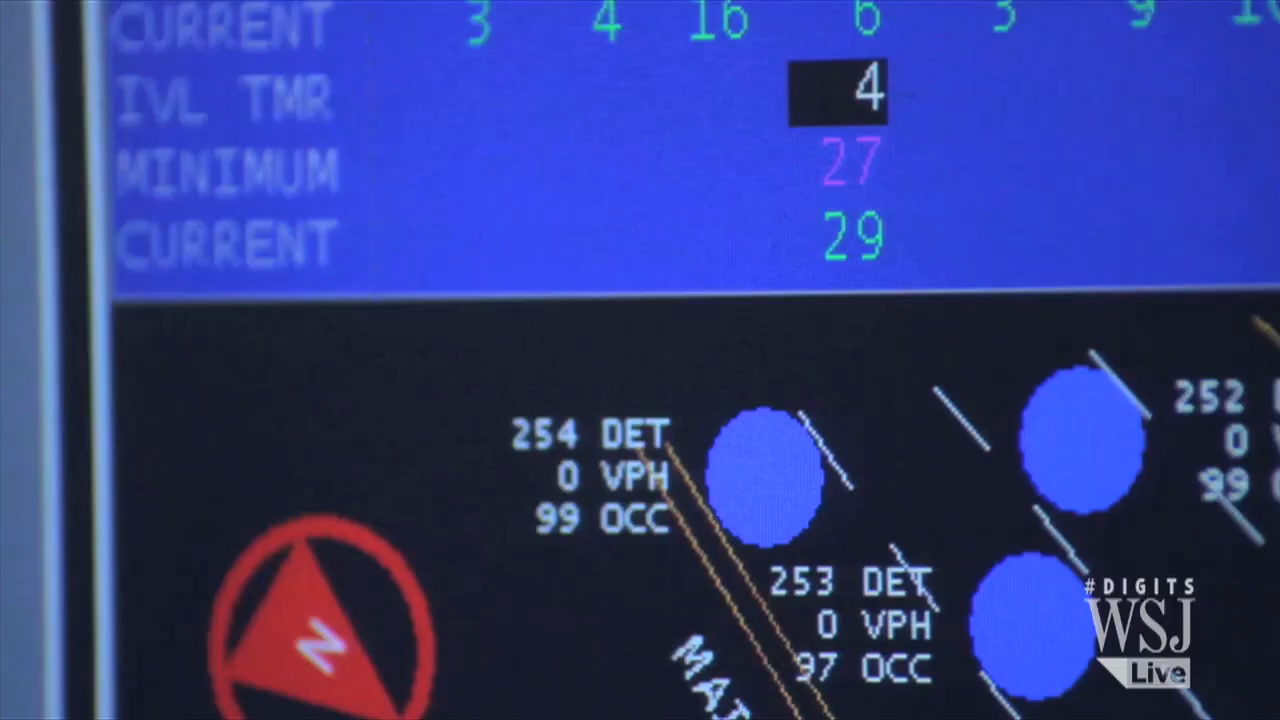 CURRENT 3 4 16 6 3 9
IVL TMR 4
MINIMUM 27
CURRENT 29
254 DET
0 VPH
99 OCC
252
0
99
253 DET
0 VPH
97 OCC
N
#DIGITS
WSJ
Live